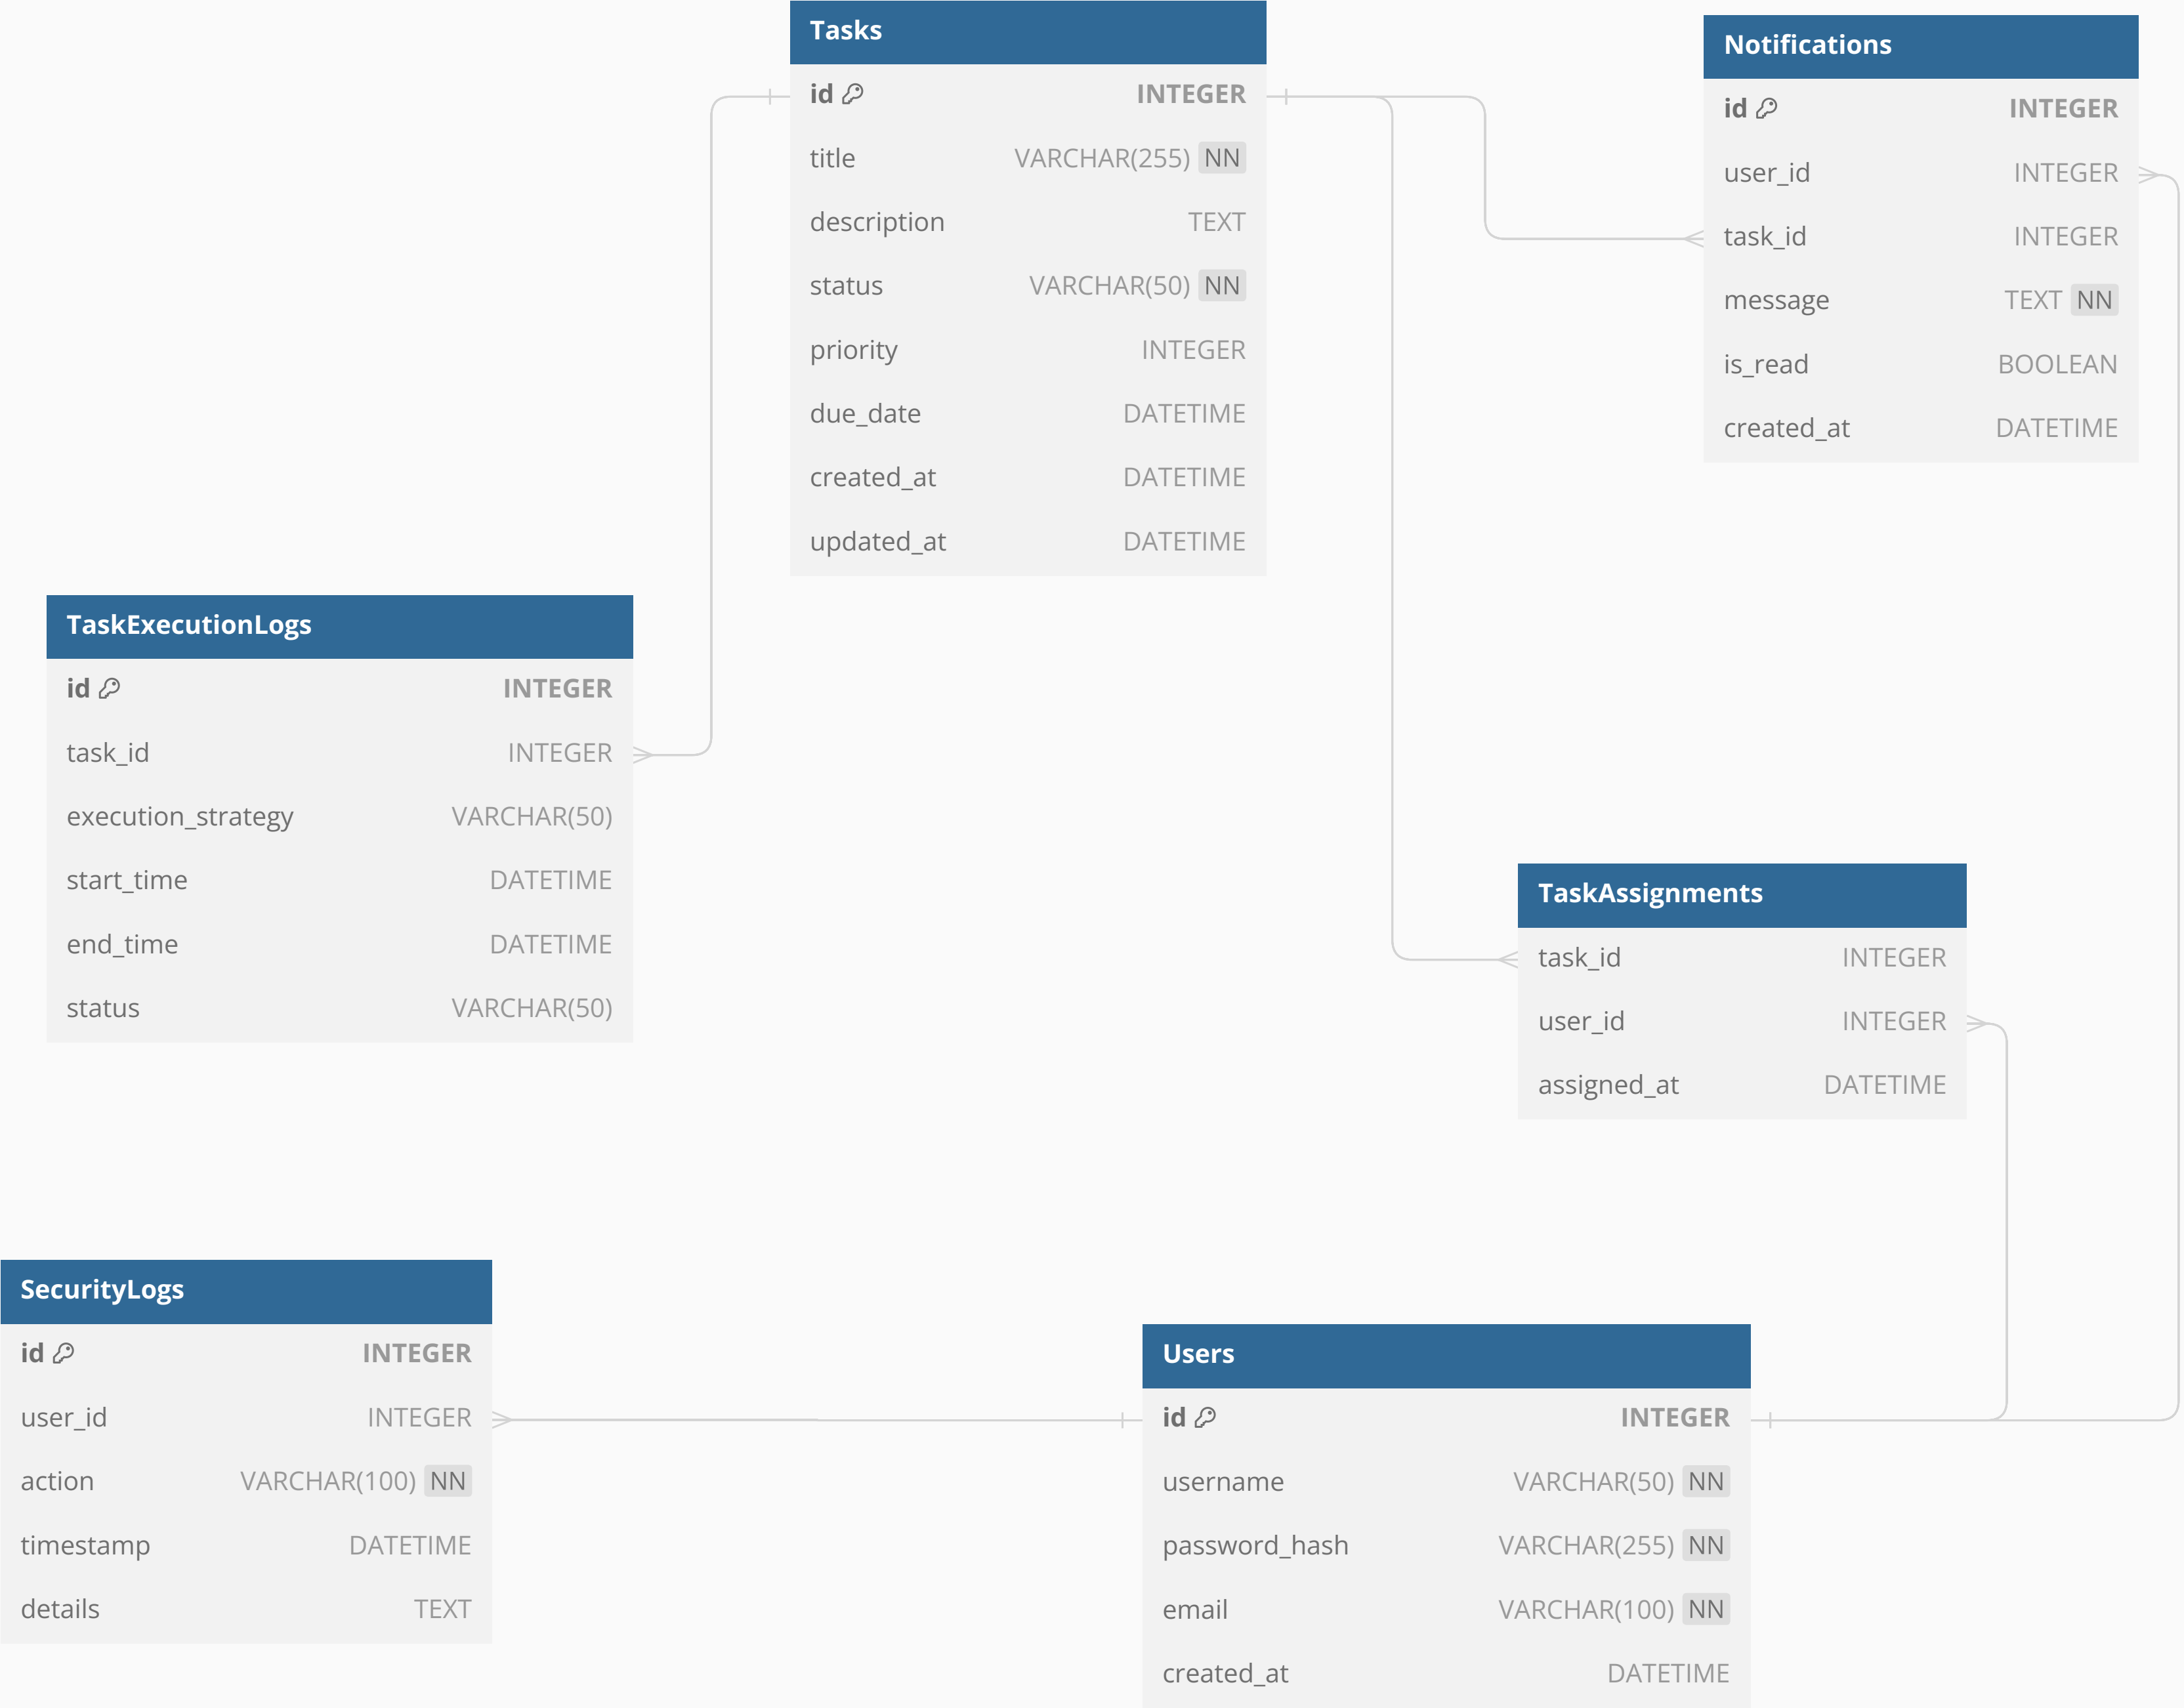 Tasks
id INTEGER
title VARCHAR(255) NN
description TEXT
status VARCHAR(50) NN
priority INTEGER
due_date DATETIME
created_at DATETIME
updated_at DATETIME
Notifications
id INTEGER
user_id INTEGER
task_id INTEGER
message TEXT NN
is_read BOOLEAN
created_at DATETIME
TaskExecutionLogs
id INTEGER
task_id INTEGER
execution_strategy VARCHAR(50)
start_time DATETIME
end_time DATETIME
status VARCHAR(50)
TaskAssignments
task_id INTEGER
user_id INTEGER
assigned_at DATETIME
SecurityLogs
id INTEGER
user_id INTEGER
action VARCHAR(100) NN
timestamp DATETIME
details TEXT
Users
id INTEGER
username VARCHAR(50) NN
password_hash VARCHAR(255) NN
email VARCHAR(100) NN
created_at DATETIME